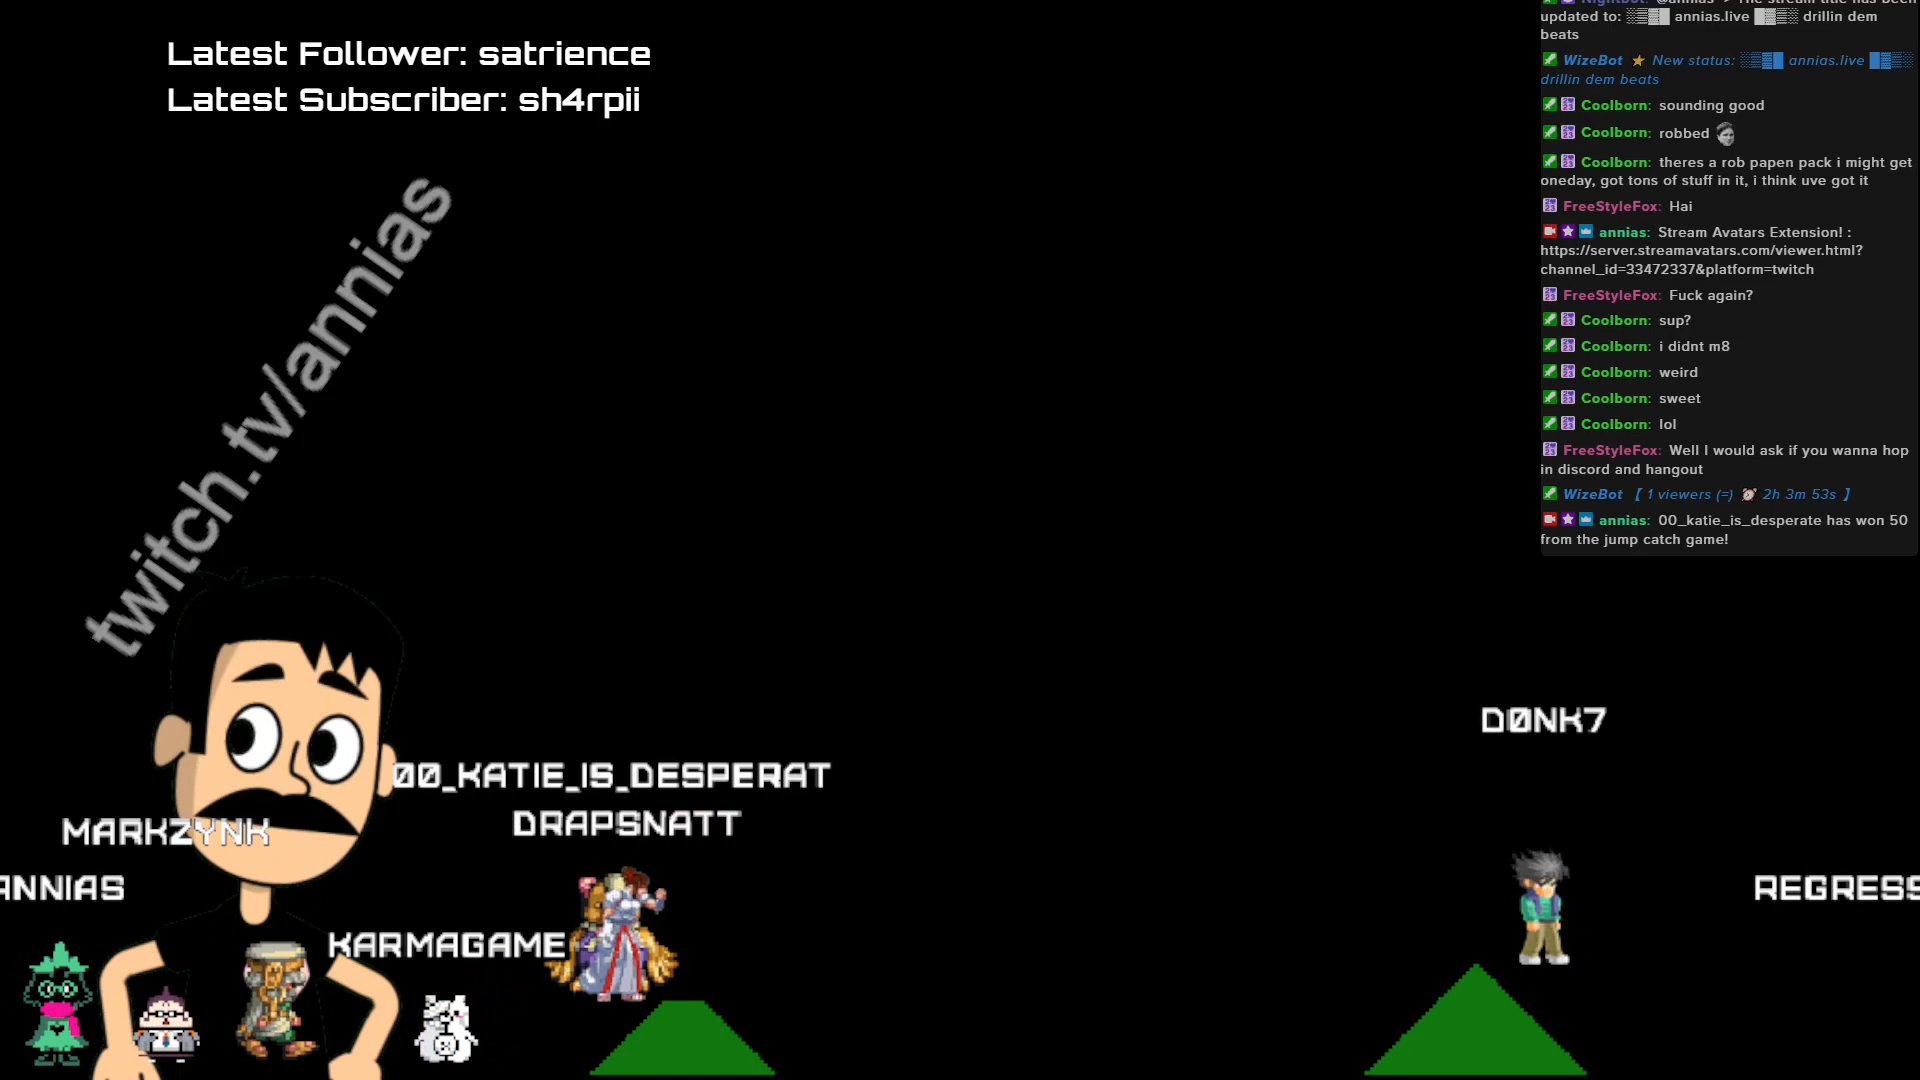 Latest Follower: satrience
Latest Subscriber: sh4rpii
twitch.tv/annias
updated to: ░▒▓█ annias.live █▓▒░ drillin dem
beats
WizeBot ★ New status: ░▒▓█ annias.live █▓▒░
drillin dem beats
Coolborn: sounding good
Coolborn: robbed
Coolborn: theres a rob papen pack i might get
oneday, got tons of stuff in it, i think uve got it
FreeStyleFox: Hai
annias: Stream Avatars Extension! :
https://server.streamavatars.com/viewer.html?
channel_id=33472337&platform=twitch
FreeStyleFox: Fuck again?
Coolborn: sup?
Coolborn: i didnt m8
Coolborn: weird
Coolborn: sweet
Coolborn: lol
FreeStyleFox: Well I would ask if you wanna hop
in discord and hangout
WizeBot 【 1 viewers (=) ⏰ 2h 3m 53s 】
annias: 00_katie_is_desperate has won 50
from the jump catch game!
D0NK7
00_KATIE_IS_DESPERAT
DRAPSNATT
MARKZYNK
ANNIAS
REGRESS
KARMAGAME